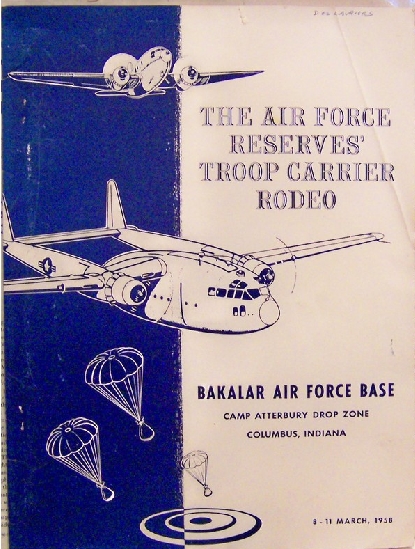 THE AIR FORCE
RESERVES'
TROOP CARRIER
RODEO
BAKALAR AIR FORCE BASE
CAMP ATTERBURY DROP ZONE
COLUMBUS, INDIANA
8 - 11 MARCH, 1958